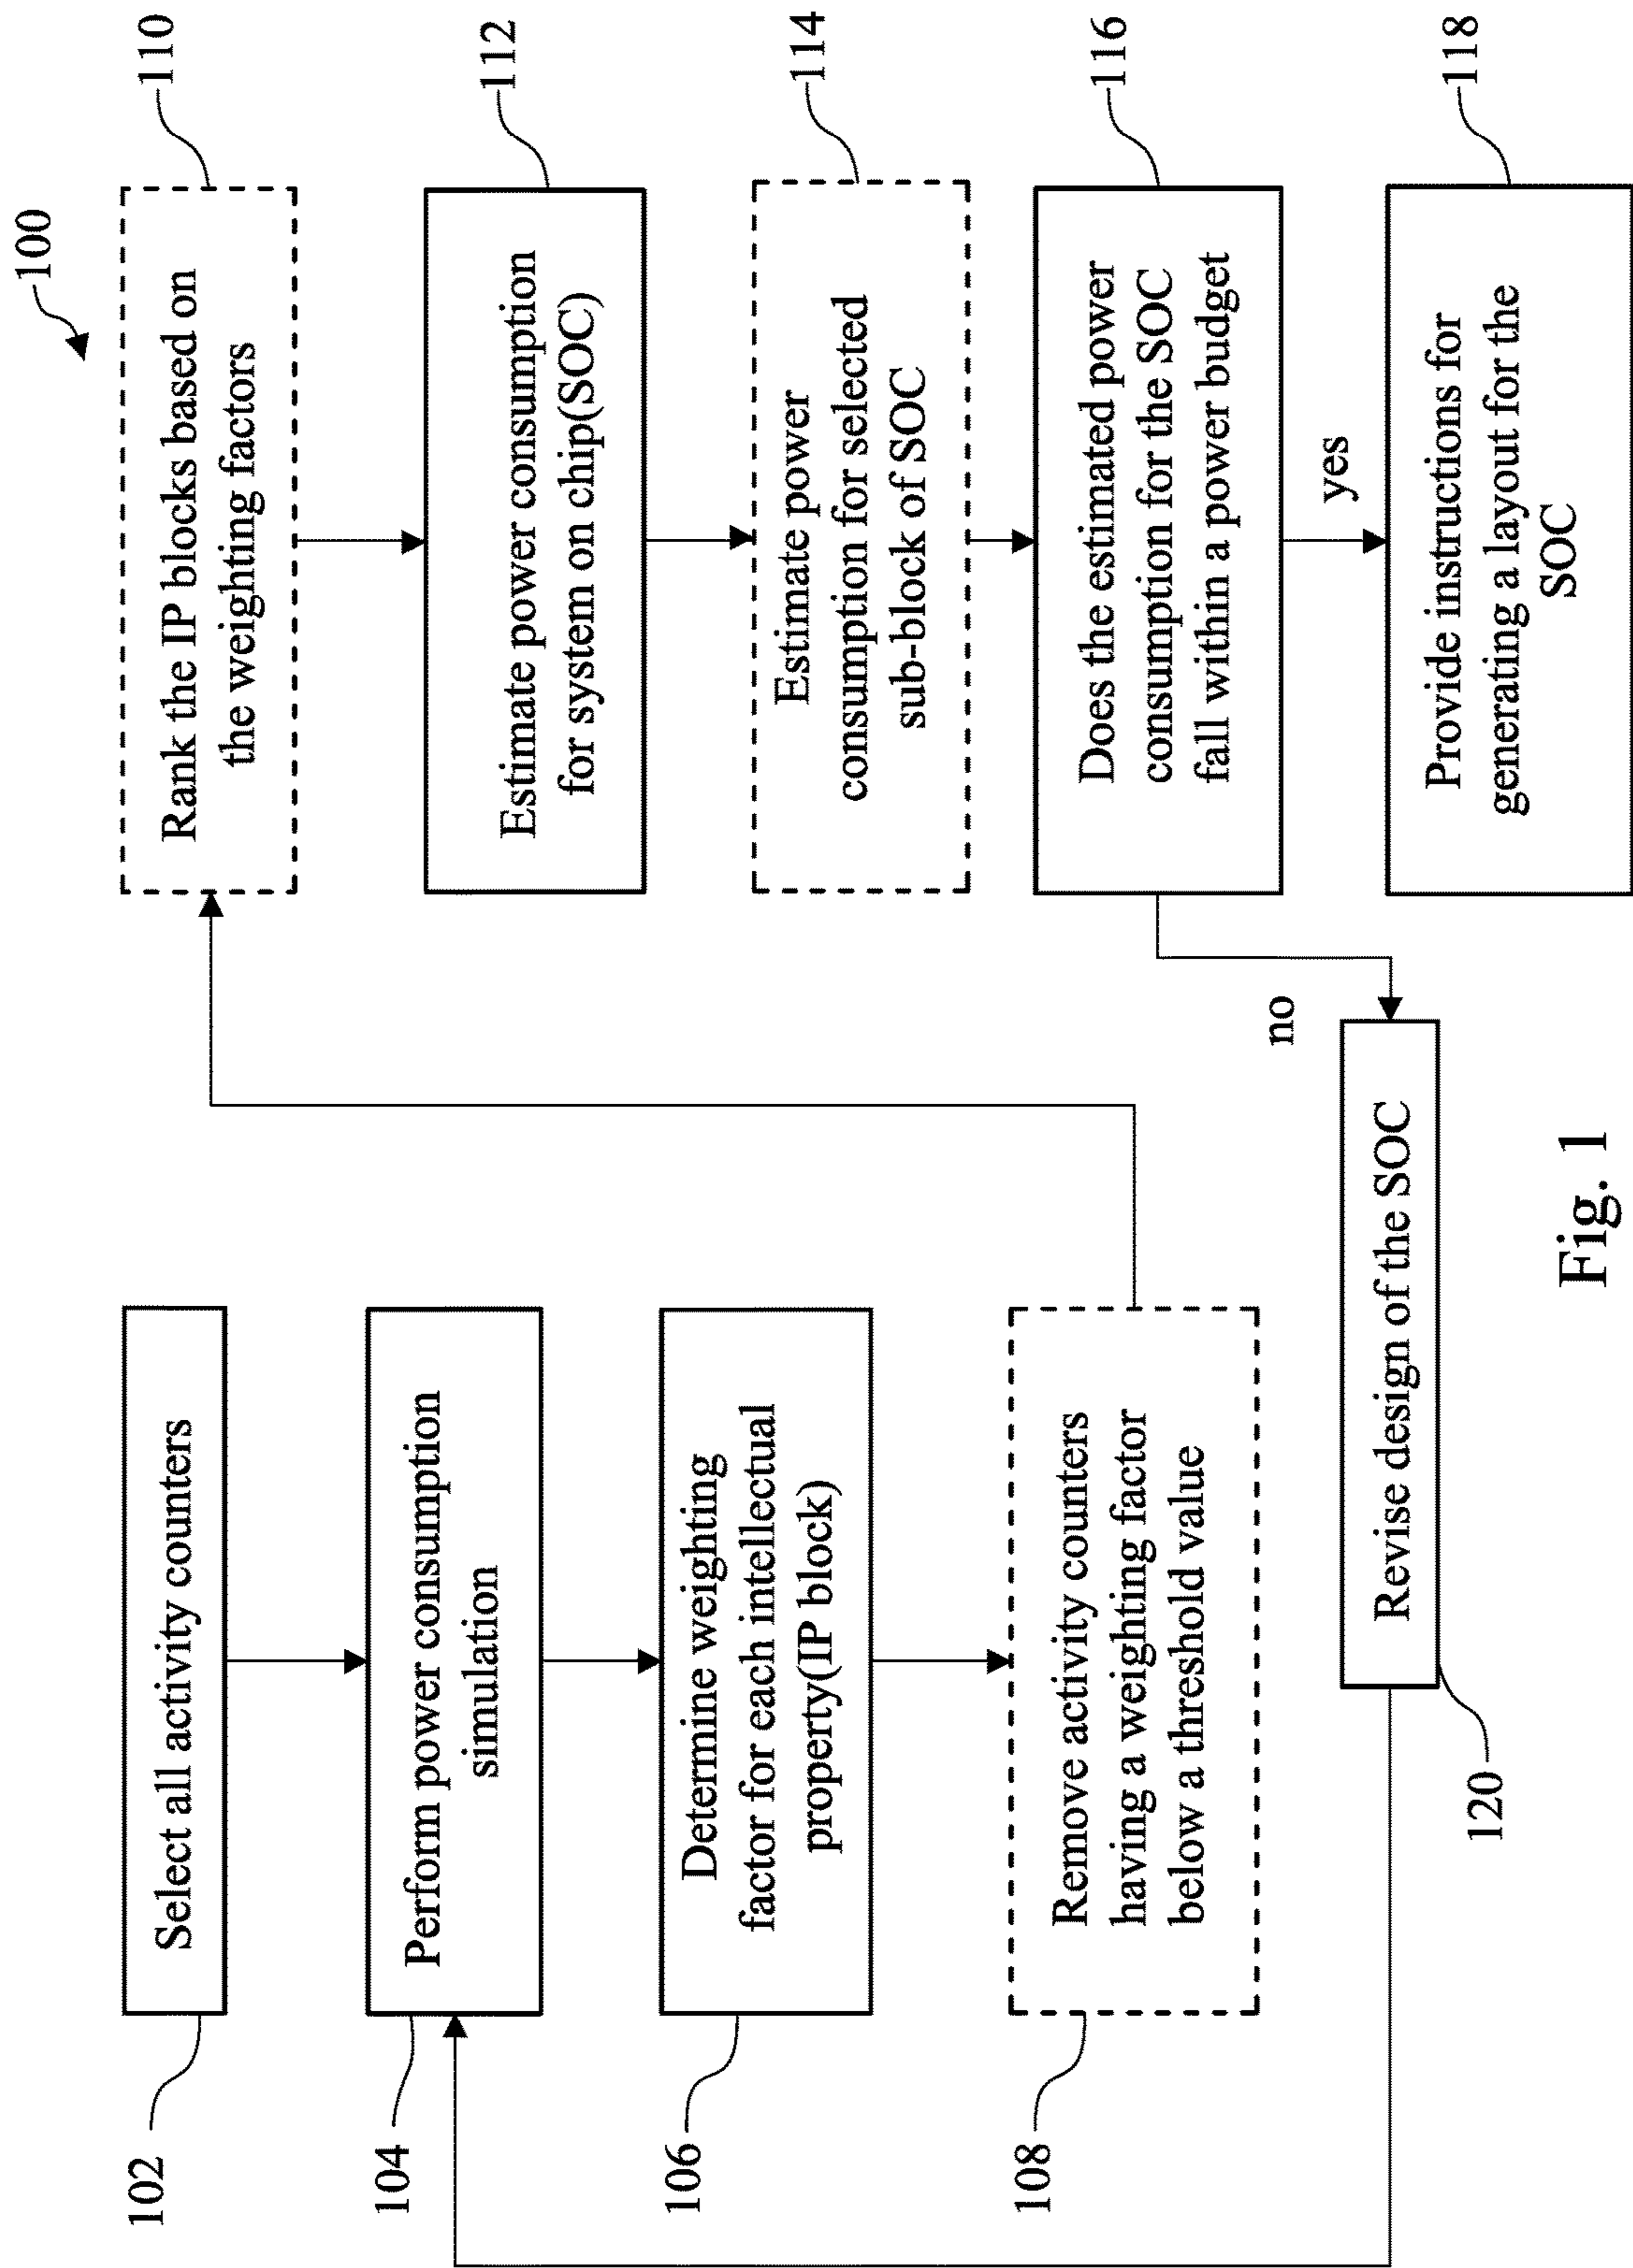 100
102
Select all activity counters
104
Perform power consumption
simulation
106
Determine weighting
factor for each intellectual
property(IP block)
108
Remove activity counters
having a weighting factor
below a threshold value
110
Rank the IP blocks based on
the weighting factors
112
Estimate power consumption
for system on chip(SOC)
114
Estimate power
consumption for selected
sub-block of SOC
116
Does the estimated power
consumption for the SOC
fall within a power budget
yes
no
118
Provide instructions for
generating a layout for the
SOC
120
Revise design of the SOC
Fig. 1